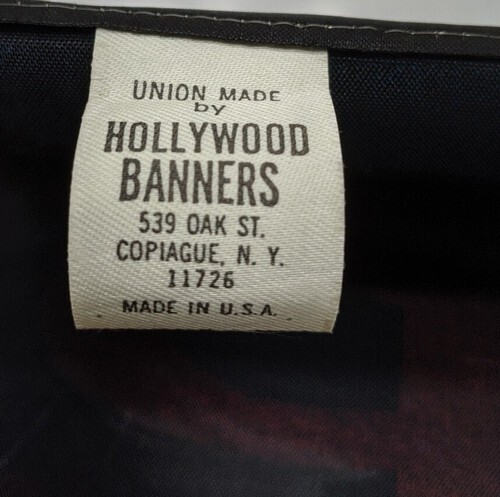 UNION MADE
by
HOLLYWOOD
BANNERS
539 OAK ST.
COPIAGUE, N. Y.
11726
MADE IN U.S.A.